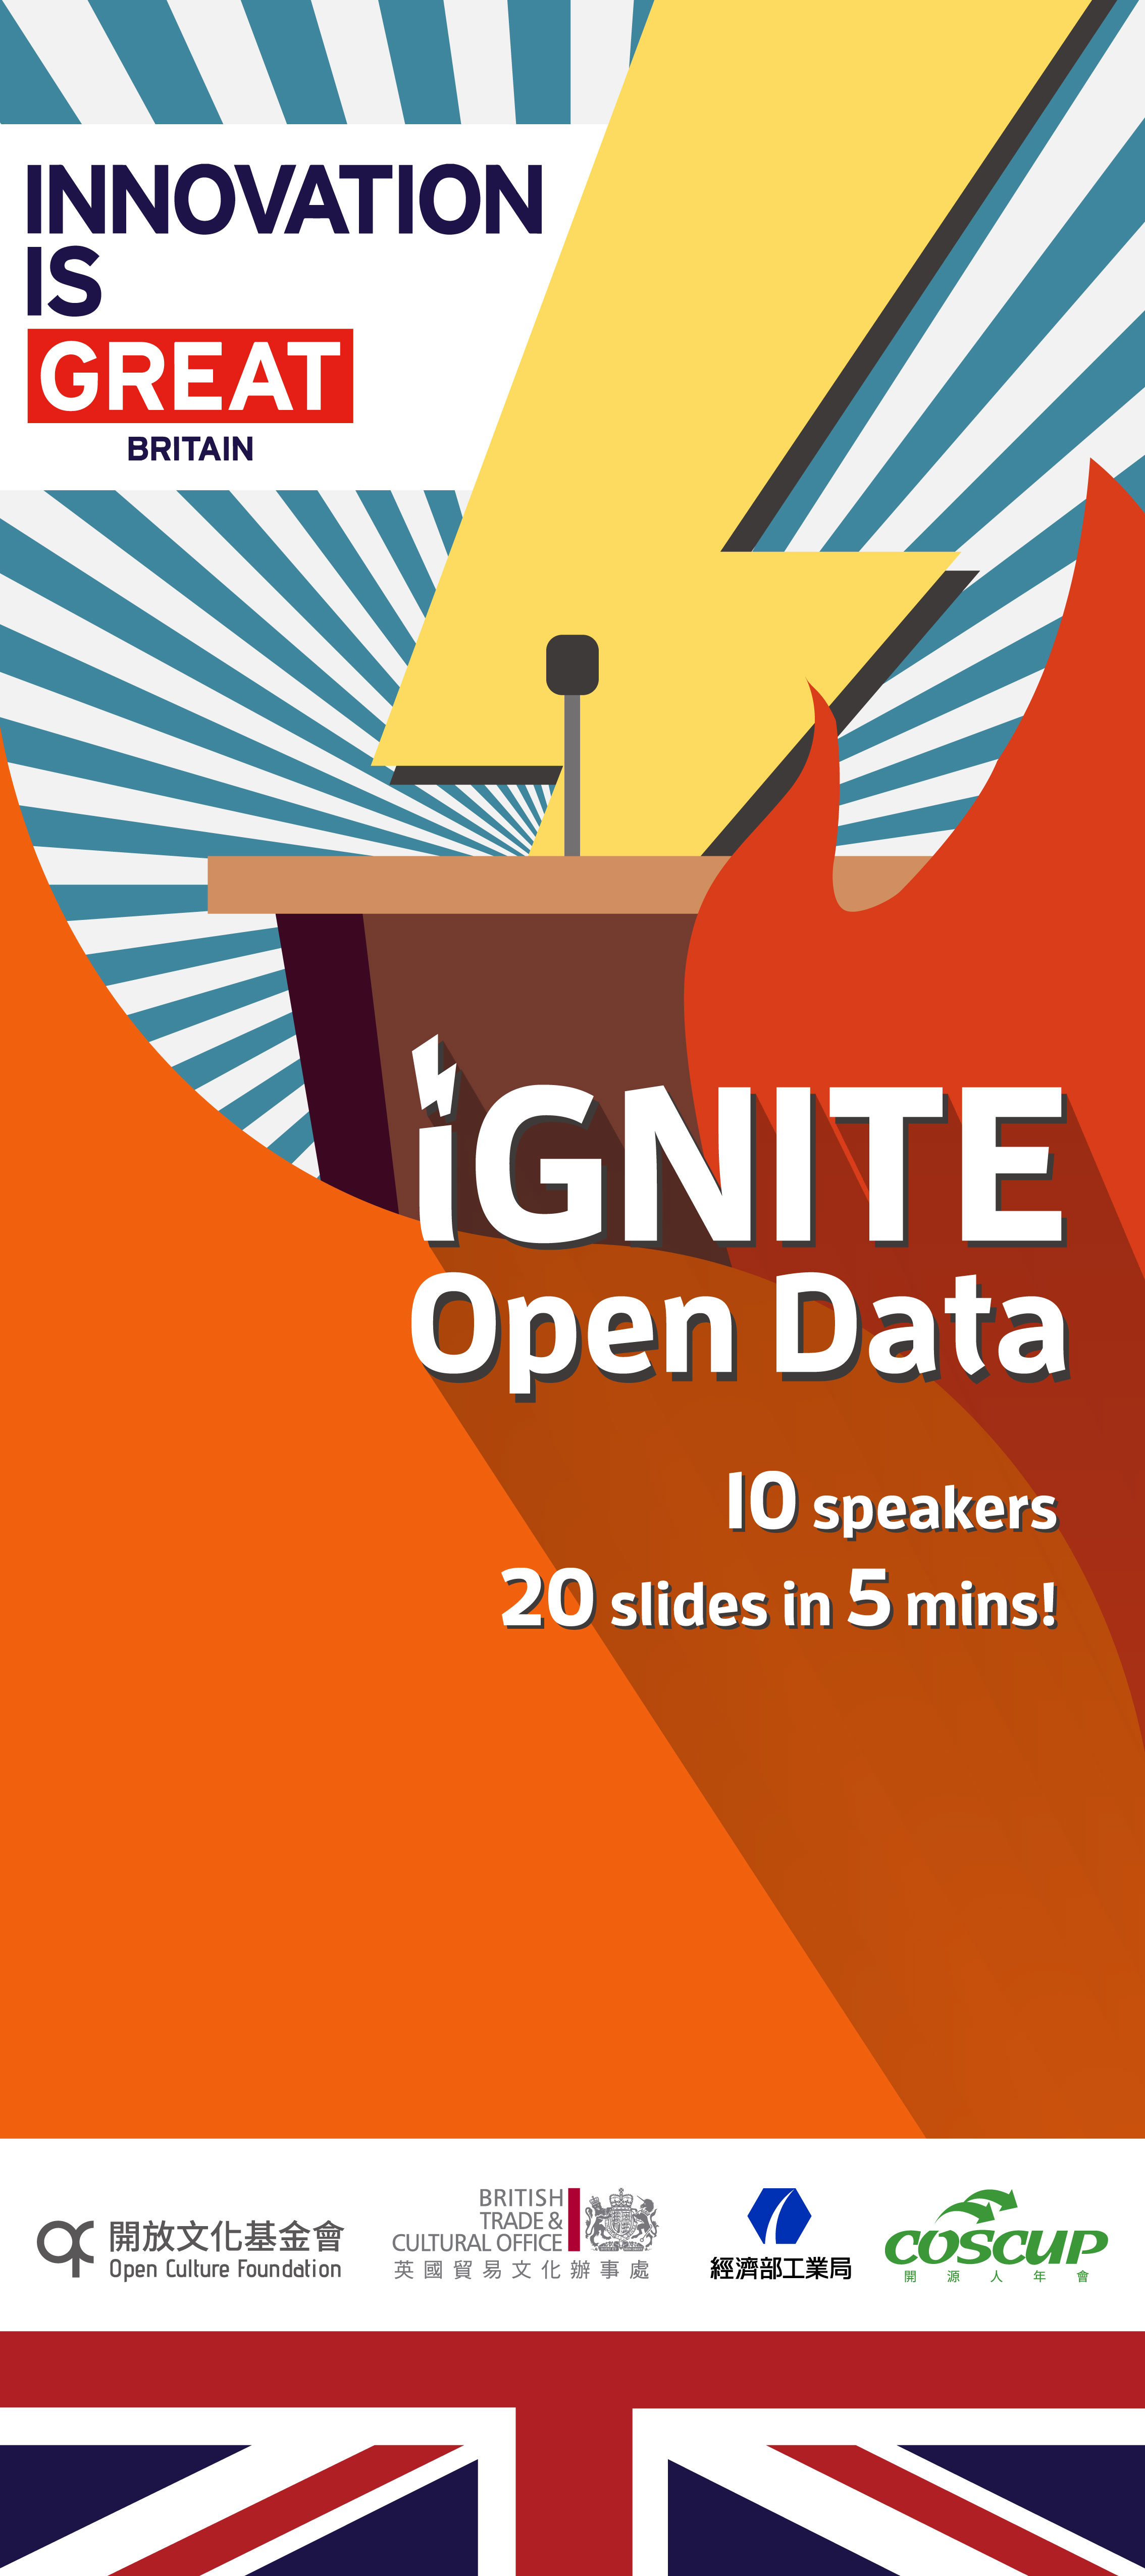 INNOVATION
IS
GREAT
BRITAIN
iGNITE
Open Data
10 speakers
20 slides in 5 mins!
開放文化基金會
Open Culture Foundation
BRITISH
TRADE &
CULTURAL OFFICE
英國貿易文化辦事處
經濟部工業局
COSCUP
開源人年會